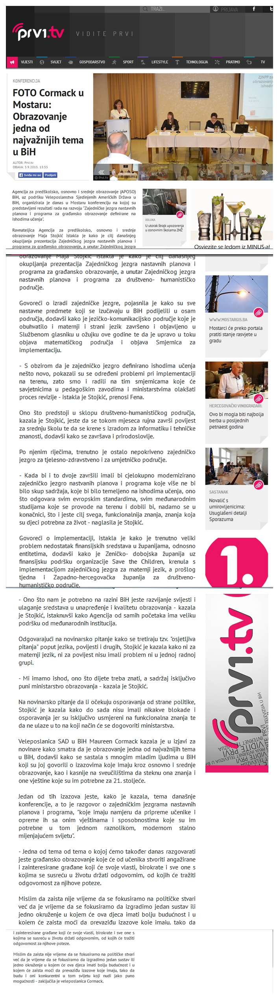 TRAŽI...
PRIJAVA
prvi.tv
VIDITE PRVI
VIJESTI
SVIJET
GOSPODARSTVO
SPORT
LIFESTYLE
TEHNOLOGIJA
PRATIMO
TV
KONFERENCIJA
FOTO Cormack u
Mostaru:
Obrazovanje
jedna od
najvažnijih tema
u BiH
AUTOR: Prvi.tv
OBJAVA: 3.9.2015. 13:55
Sviđa mi se
Podijeli
ZJNPP za
obrazovanj
ishodim
HOTEL MOSTAR
© Prvi.tv
Agencija za predškolsko, osnovno i srednje obrazovanje (APOSO)
BiH, uz podršku Veleposlanstva Sjedinjenih Američkih Država u
BiH, organizirala je danas u Mostaru konferenciju na kojoj su
predstavljeni rezultati rada na razvoju "Zajedničke jezgra nastavnih
planova i programa za građansko obrazovanje definirane na
ishodima učenja".
Ravnateljica Agencija za predškolsko, osnovno i srednje
obrazovanje Maja Stojkić istakla je kako je cilj današnjeg
okupljanja prezentacija Zajedničkog jezgra nastavnih planova i
programa za građansko obrazovanje, a unutar Zajedničkog jezgra
ODLUKA
U utorak štrajk upozorenja
u osnovnim školama ZHŽ
Osvježite se ledom iz MINUS-a!
obrazovanje Maja Stojkić istakla je kako je cilj današnjeg
okupljanja prezentacija Zajedničkog jezgra nastavnih planova i
programa za građansko obrazovanje, a unutar Zajedničkog jezgra
nastavnih planova i programa za društveno- humanističko
područje.
Govoreći o izradi zajedničke jezgre, pojasnila je kako su sve
nastavne predmete koji se izučavaju u BiH podijelili u osam
područja, dodavši kako je jezičko-komunikacijsko područje koje je
obuhvatilo i maternji i strani jezik završeno i objavljeno u
Službenom glasniku u ožujku ove godine te da je upravo u toku
objava matematičkog područja i objava Smjernica za
implementaciju.
- S obzirom da je zajedničko jezgro definirano ishodima učenja
nešto novo, pokazali su se određeni problemi pri implementaciji
na terenu, zato smo i radili na tim smjernicama koje će
savjetnicima u pedagoškim zavodima i ministarstvima olakšati
proces revizije - istakla je Stojkić, prenosi Fena.
Ono što predstoji u sklopu društveno-humanističkog područja,
kazala je Stojkić, jeste da se tokom mjeseca rujna završi povijest
za srednju školu te da se krene s izradom za informatiku i tehničke
znanosti, dodavši kako se završava i prirodoslovlje.
Po njenim riječima, trenutno je ostalo nepokriveno zajedničko
jezgro za tjelesno-zdravstveno i za umjetničko područje.
- Kada bi i to dvoje završili imali bi cjelokupno modernizirano
zajedničko jezgro nastvanih planova i programa koje više ne bi
bilo skup sadržaja, koje bi bilo temeljeno na ishodima učenja, ono
što odgovara svim evropskim standardima, svim međunarodnim
studijama koje se provode na terenu i dobili bi, nadamo se u
konačnici, što i jeste cilj svega, funkcionalnija znanja, znanja koja
su djeci potrebna za život - naglasila je Stojkić.
Govoreći o implementaciji, istakla je kako je trenutno veliki
problem nedostatak finansijskih sredstava u županijama, odnosno
entitetima, dodavši kako je Zeničko- dobojska županija uz
finansijsku podršku organizacije Save the Children, krenula s
implementacijom zajedničkog jezgra za maternji jezik, a prošlog
tjedna i Zapadno-hercegovačka županija za društveno-
humanističko područje.
WWW.MOSTARGIS.BA
Mostarci će preko portala
pratiti stanje rasvjete u
gradu
HERCEGOVAČKI VINOGRADARI:
Ovo bi mogla biti najbolja
berba u posljednih
petnaest godina
SASTANAK
Novalić s
umirovljenicima:
Usuglašeni detalji
Sporazuma
1.
- Ono što nam je potrebno na razini BiH jeste razvijanje svijesti i
ulaganje sredstava u unapređenje i kvalitetu obrazovanja - kazala
je Stojkić, istaknuvši kako Agencija od samih početaka ima veliku
podršku od međunarodnih institucija.
Odgovarajući na novinarsko pitanje kako se tretiraju tzv. "osjetljiva
pitanja" poput jezika, povijesti i drugih, Stojkić je kazala kako ni za
maternji jezik, ni za povijest nisu imali problem ni u jednoj radnoj
grupi.
- Mi imamo ishod, ono što dijete treba znati, a sadržaj isključivo
puni ministarstvo obrazovanja - kazala je Stojkić.
Na novinarsko pitanje da li očekuju osporavanja od strane politike,
Stojkić je kazala kako do sada nisu imali nikakve blokade i
osporavanja jer su isključivo usmjereni na funkcionalna znanja te
da ne ulaze u to na koji način će se dogovoriti ministarstva.
Veleposlanica SAD u BiH Maureen Cormack kazala je u izjavi za
novinare kako smatra da je obrazovanje jedna od najvažnijih tema
u BiH, dodavši kako se sastala s mnogim mladim ljudima u BiH
koji su joj govorili o izazovima koje imaju kroz osnovno i srednje
obrazovanje, kao i kasnije na sveučilištima da steknu ona znanja i
one vještine koje su im potrebne za 21. stoljeće.
Jedan od tih izazova jeste, kako je kazala, tema današnje
konferencije, a to je razgovor o zajedničkim jezgrama nastavnih
planova i programa, "koje imaju namjeru da pripreme učenike i
opreme ih sa onim vještinama i sposobnostima koje su im
potrebne u tom jednom raznolikom, modernom stalno
mijenjajućem svijetu".
- Jedna od tema od tema o kojoj ćemo također danas razgovarati
jeste građansko obrazovanje koje će od učenika stvoriti angažirane
i zainteresirane građane koji će svoje vlasti, birokrate i sve one s
kojima se susreću u životu držati odgovornim, od kojih će tražiti
odgovornost za njihove poteze.
Mislim da zaista nije vrijeme da se fokusiramo na političke stvari
već da je vrijeme da se fokusiramo da izgradimo jedan sustav ili
jedno okruženje u kojem će ova djeca imati bolju budućnost i u
kojem će zaista moći da prevaziđu izazove koje imaju, tako da
prvi.tv
VIDITE PRVI
i zainteresirane građane koji će svoje vlasti, birokrate i sve one s
kojima se susreću u životu držati odgovornim, od kojih će tražiti
odgovornost za njihove poteze.
Mislim da zaista nije vrijeme da se fokusiramo na političke stvari
već da je vrijeme da se fokusiramo da izgradimo jedan sustav ili
jedno okruženje u kojem će ova djeca imati bolju budućnost i u
kojem će zaista moći da prevaziđu izazove koje imaju, tako da
budu i oni konkurentni u tom svijetu koji nudi jako puno
mogućnosti - zaključila je veleposlanica Cormack.